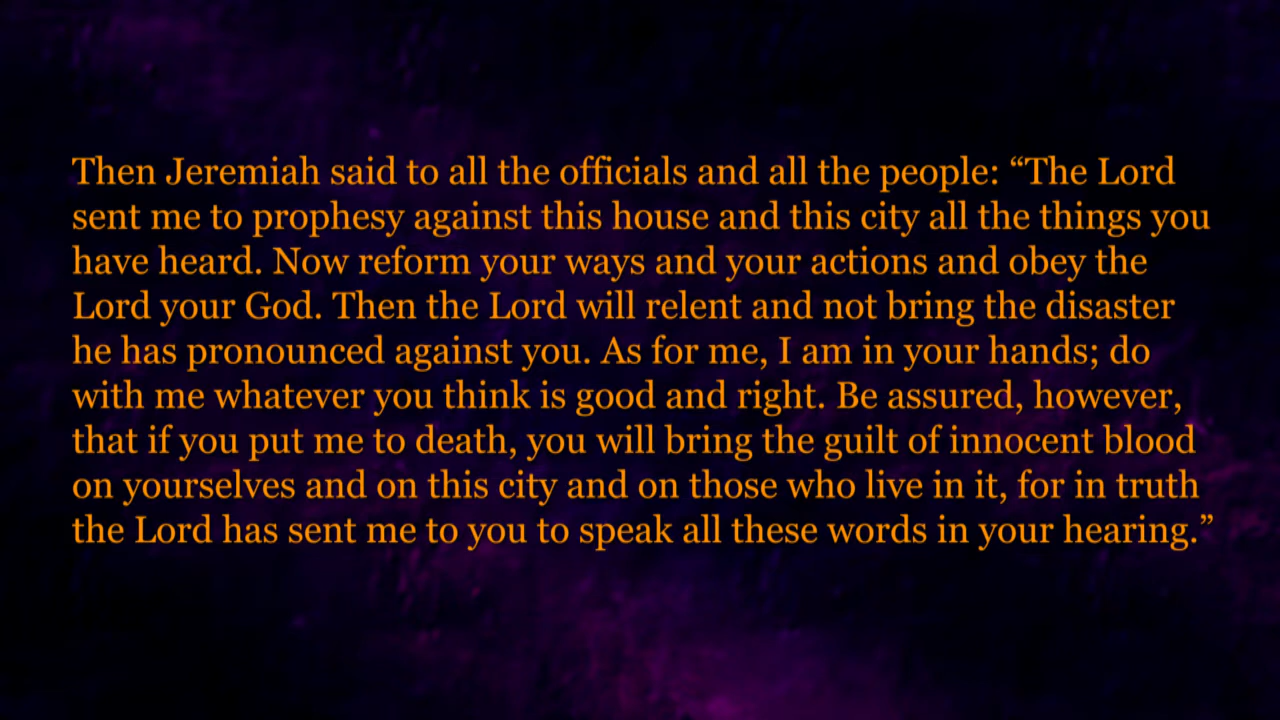 Then Jeremiah said to all the officials and all the people: “The Lord
sent me to prophesy against this house and this city all the things you
have heard. Now reform your ways and your actions and obey the
Lord your God. Then the Lord will relent and not bring the disaster
he has pronounced against you. As for me, I am in your hands; do
with me whatever you think is good and right. Be assured, however,
that if you put me to death, you will bring the guilt of innocent blood
on yourselves and on this city and on those who live in it, for in truth
the Lord has sent me to you to speak all these words in your hearing.”